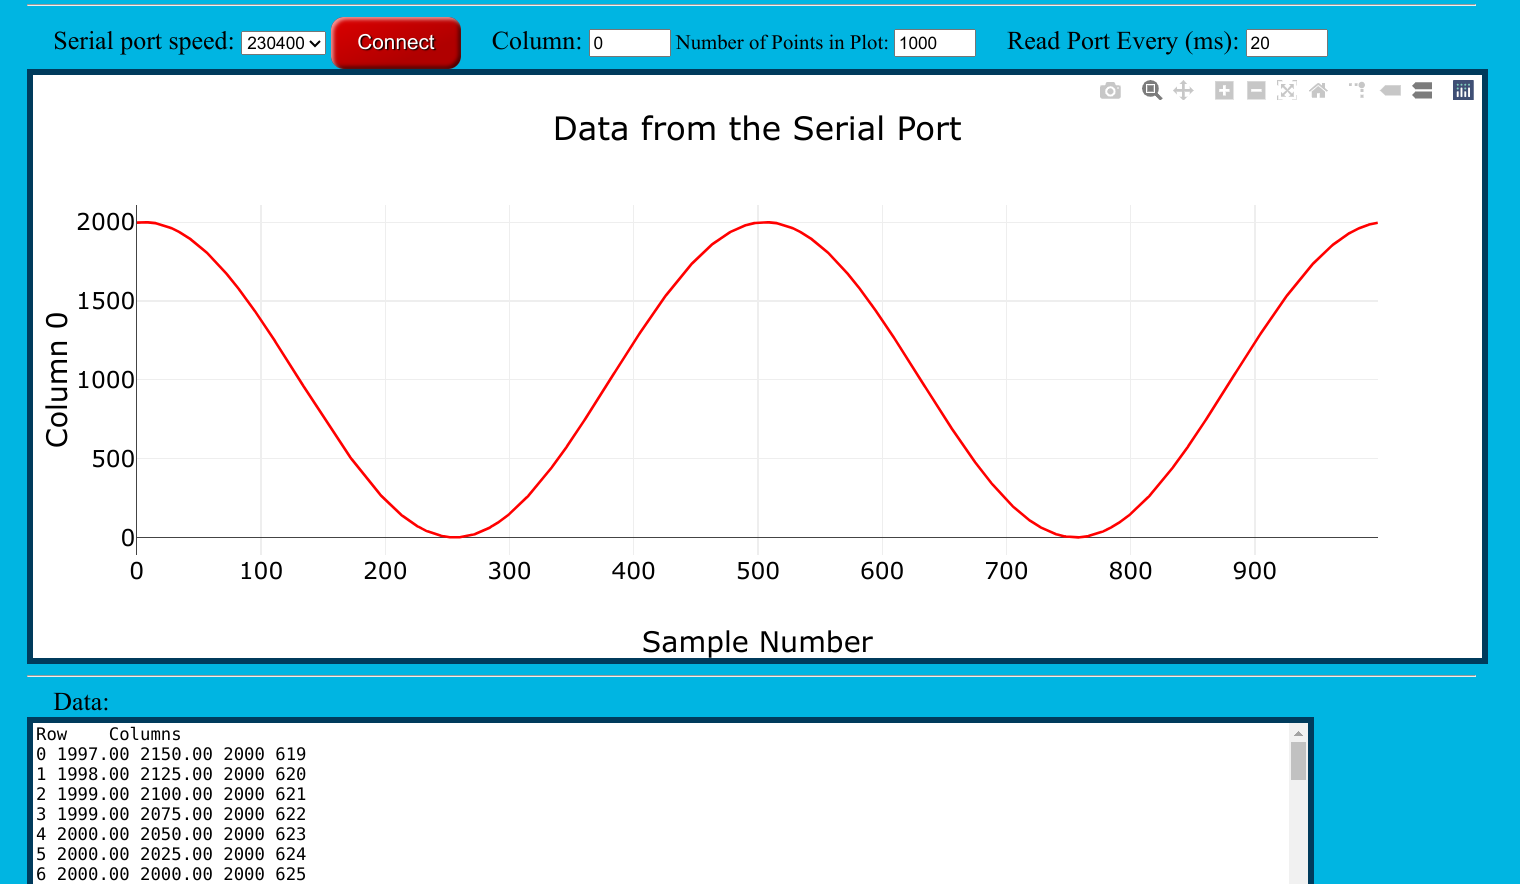 Serial port speed: 230400 Connect Column: 0 Number of Points in Plot: 1000 Read Port Every (ms): 20
Data from the Serial Port
2000
1500
1000
500
0
Column 0
0 100 200 300 400 500 600 700 800 900
Sample Number
Data:
Row Columns
0 1997.00 2150.00 2000 619
1 1998.00 2125.00 2000 620
2 1999.00 2100.00 2000 621
3 1999.00 2075.00 2000 622
4 2000.00 2050.00 2000 623
5 2000.00 2025.00 2000 624
6 2000.00 2000.00 2000 625